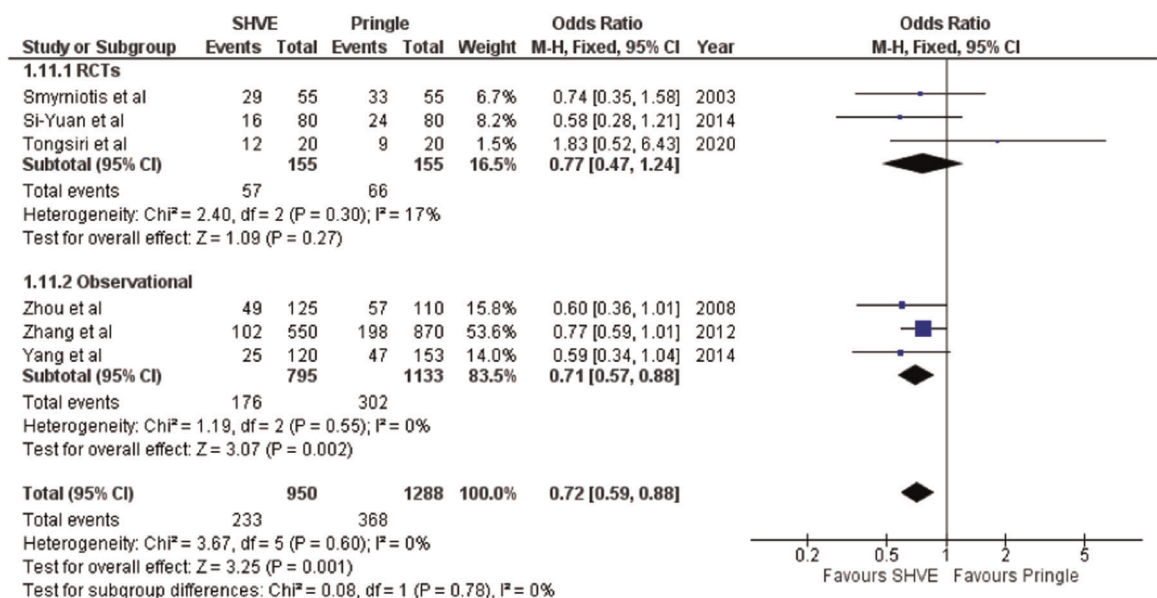 SHVE Pringle Odds Ratio Odds Ratio
Study or Subgroup Events Total Events Total Weight M-H, Fixed, 95% CI Year M-H, Fixed, 95% CI
1.11.1 RCTs
Smyrniotis et al 29 55 33 55 6.7% 0.74 [0.35, 1.58] 2003
Si-Yuan et al 16 80 24 80 8.2% 0.58 [0.28, 1.21] 2014
Tongsiri et al 12 20 9 20 1.5% 1.83 [0.52, 6.43] 2020
Subtotal (95% CI) 155 155 16.5% 0.77 [0.47, 1.24]
Total events 57 66
Heterogeneity: Chi² = 2.40, df = 2 (P = 0.30); I² = 17%
Test for overall effect: Z = 1.09 (P = 0.27)
1.11.2 Observational
Zhou et al 49 125 57 110 15.8% 0.60 [0.36, 1.01] 2008
Zhang et al 102 550 198 870 53.6% 0.77 [0.59, 1.01] 2012
Yang et al 25 120 47 153 14.0% 0.59 [0.34, 1.04] 2014
Subtotal (95% CI) 795 1133 83.5% 0.71 [0.57, 0.88]
Total events 176 302
Heterogeneity: Chi² = 1.19, df = 2 (P = 0.55); I² = 0%
Test for overall effect: Z = 3.07 (P = 0.002)
Total (95% CI) 950 1288 100.0% 0.72 [0.59, 0.88]
Total events 233 368
Heterogeneity: Chi² = 3.67, df = 5 (P = 0.60); I² = 0%
Test for overall effect: Z = 3.25 (P = 0.001)
Test for subgroup differences: Chi² = 0.08, df = 1 (P = 0.78), I² = 0%
0.2 0.5 1 2 5
Favours SHVE Favours Pringle